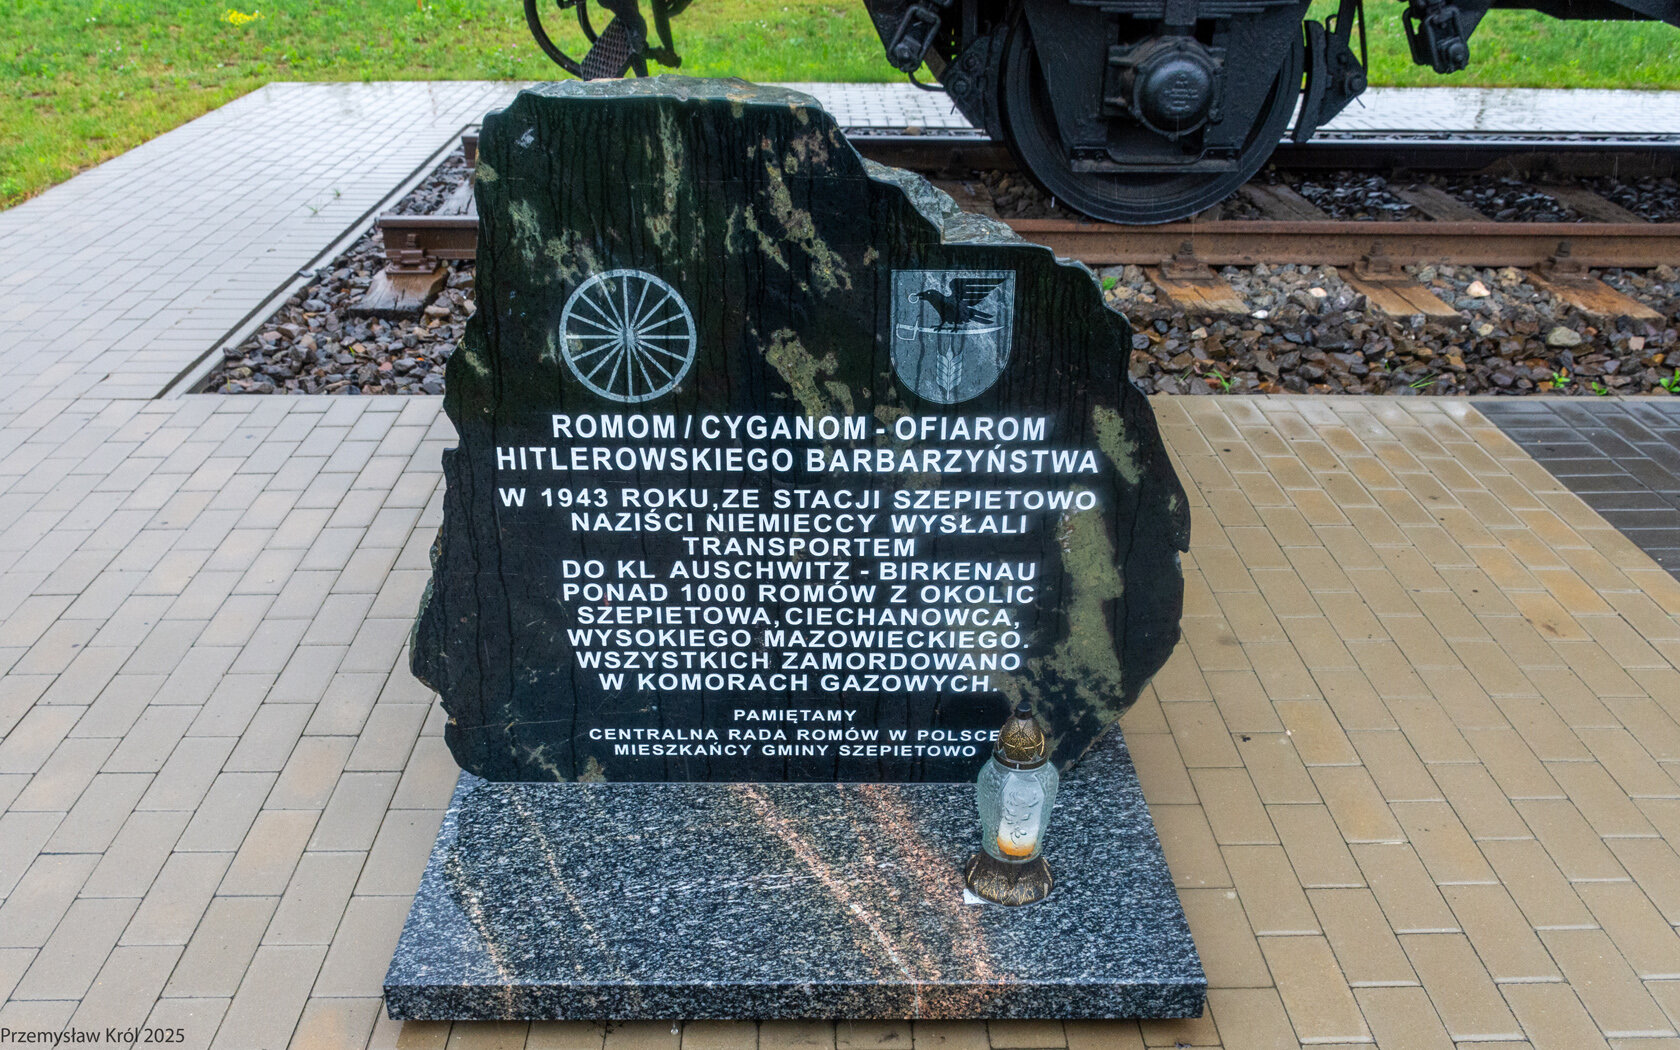 ROMOM/CYGANOM - OFIAROM
HITLEROWSKIEGO BARBARZYŃSTWA
W 1943 ROKU,ZE STACJI SZEPIETOWO
NAZIŚCI NIEMIECCY WYSŁALI
TRANSPORTEM
DO KL AUSCHWITZ - BIRKENAU
PONAD 1000 ROMÓW Z OKOLIC
SZEPIETOWA,CIECHANOWCA,
WYSOKIEGO MAZOWIECKIEGO.
WSZYSTKICH ZAMORDOWANO
W KOMORACH GAZOWYCH.
PAMIĘTAMY
CENTRALNA RADA ROMÓW W POLSCE
MIESZKAŃCY GMINY SZEPIETOWO
Przemysław Król 2025